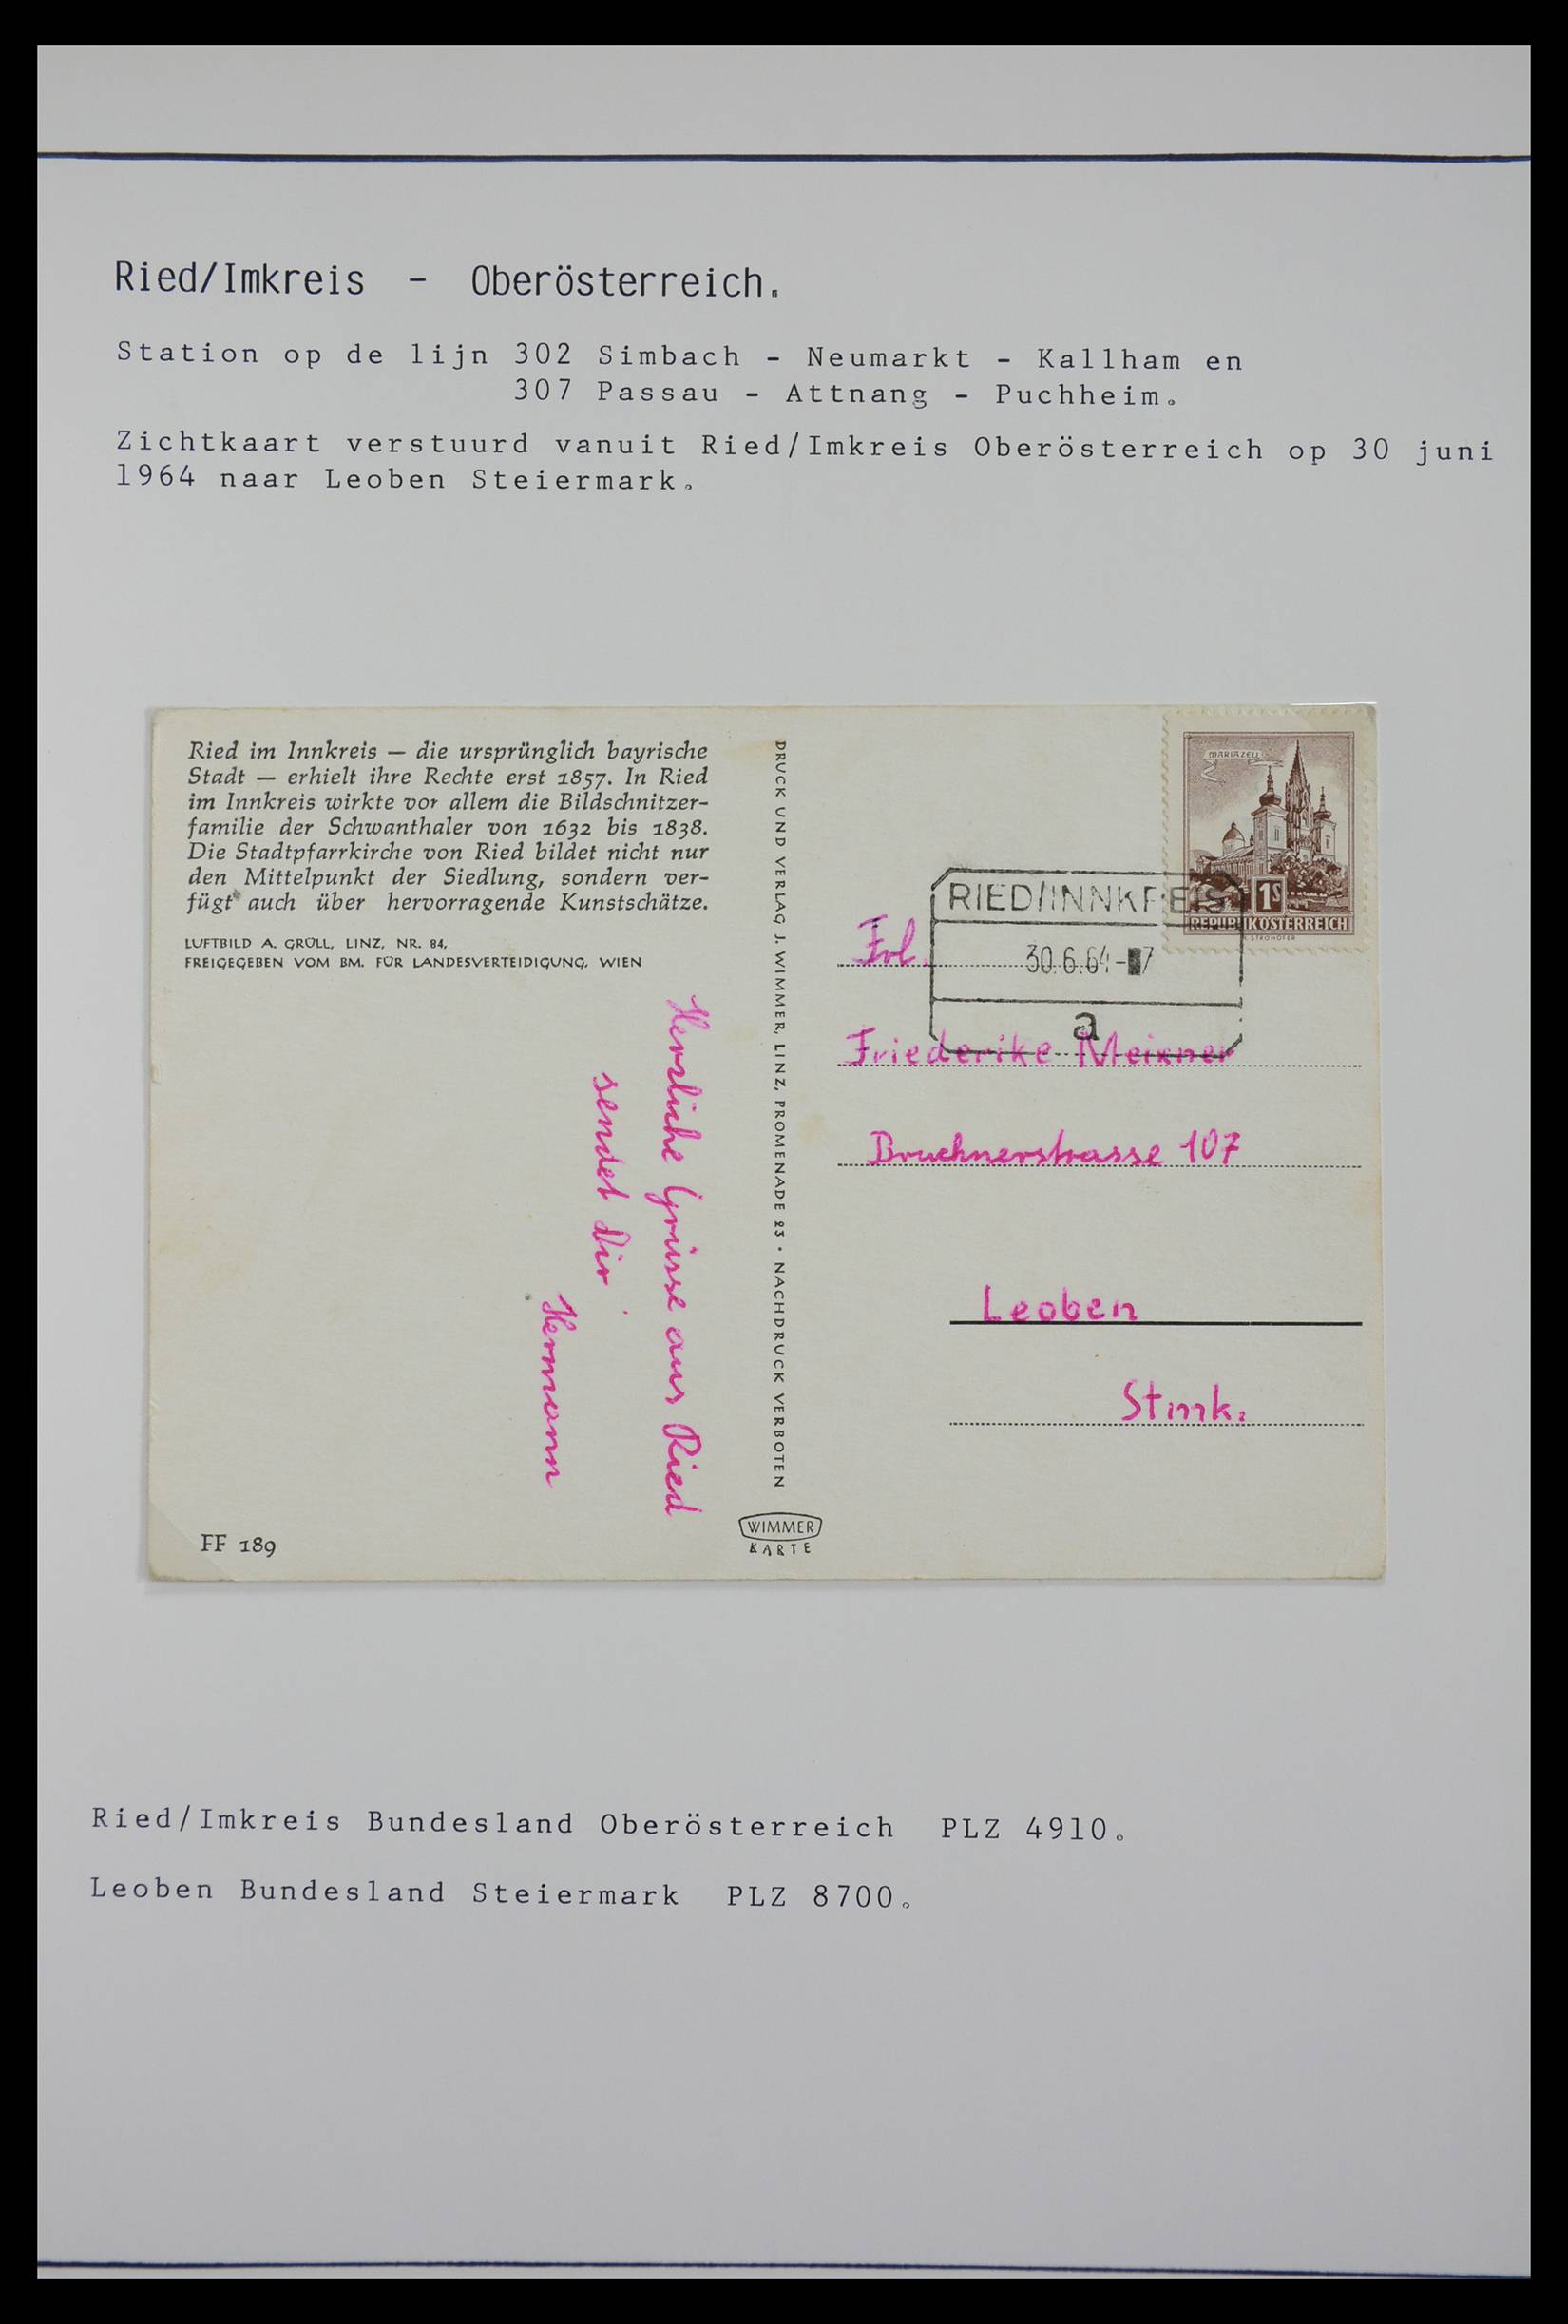 Ried/Imkreis - Oberösterreich.
Station op de lijn 302 Simbach - Neumarkt - Kallham en
307 Passau - Attnang - Puchheim.
Zichtkaart verstuurd vanuit Ried/Imkreis Oberösterreich op 30 juni
1964 naar Leoben Steiermark.
Ried im Innkreis — die ursprünglich bayrische
Stadt — erhielt ihre Rechte erst 1857. In Ried
im Innkreis wirkte vor allem die Bildschnitzer-
familie der Schwanthaler von 1632 bis 1838.
Die Stadtpfarrkirche von Ried bildet nicht nur
den Mittelpunkt der Siedlung, sondern ver-
fügt auch über hervorragende Kunstschätze.
LUFTBILD A. GRÜLL, LINZ, NR. 84,
FREIGEGEBEN VOM BM. FÜR LANDESVERTEIDIGUNG, WIEN
Herzliche Grüsse aus Ried
sendet dir
Hermann
FF 189
DRUCK UND VERLAG J. WIMMER, LINZ, PROMENADE 23 • NACHDRUCK VERBOTEN
WIMMER
KARTE
MARIAZELL
1S
REPUBLIK ÖSTERREICH
RIED/INNKREIS
30.6.64-7
a
Frl.
Friederike Meixner
Brucknerstrasse 107
Leoben
Stmk.
Ried/Imkreis Bundesland Oberösterreich PLZ 4910.
Leoben Bundesland Steiermark PLZ 8700.